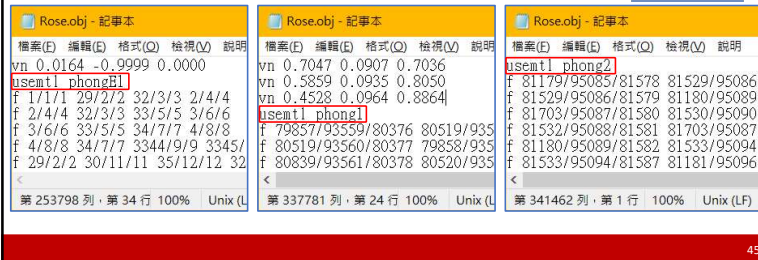 Rose.obj - 記事本
檔案(F) 編輯(E) 格式(O) 檢視(V) 說明
vn 0.0164 -0.9999 0.0000
usemtl phongE1
f 1/1/1 29/2/2 32/3/3 2/4/4
f 2/4/4 32/3/3 33/5/5 3/6/6
f 3/6/6 33/5/5 34/7/7 4/8/8
f 4/8/8 34/7/7 3344/9/9 3345/
f 29/2/2 30/11/11 35/12/12 32
第 253798 列,第 34 行 100% Unix (L
Rose.obj - 記事本
檔案(F) 編輯(E) 格式(O) 檢視(V) 說明
vn 0.7047 0.0907 0.7036
vn 0.5859 0.0935 0.8050
vn 0.4528 0.0964 0.8864
usemtl phong1
f 79857/93559/80376 80519/935
f 80519/93560/80377 79858/935
f 80839/93561/80378 80520/935
第 337781 列,第 24 行 100% Unix (L
Rose.obj - 記事本
檔案(F) 編輯(E) 格式(O) 檢視(V) 說明
usemtl phong2
f 81179/95085/81578 81529/95086
f 81529/95086/81579 81180/95089
f 81703/95087/81580 81530/95090
f 81532/95088/81581 81703/95087
f 81180/95089/81582 81533/95094
f 81533/95094/81587 81181/95096
第 341462 列,第 1 行 100% Unix (LF)
45